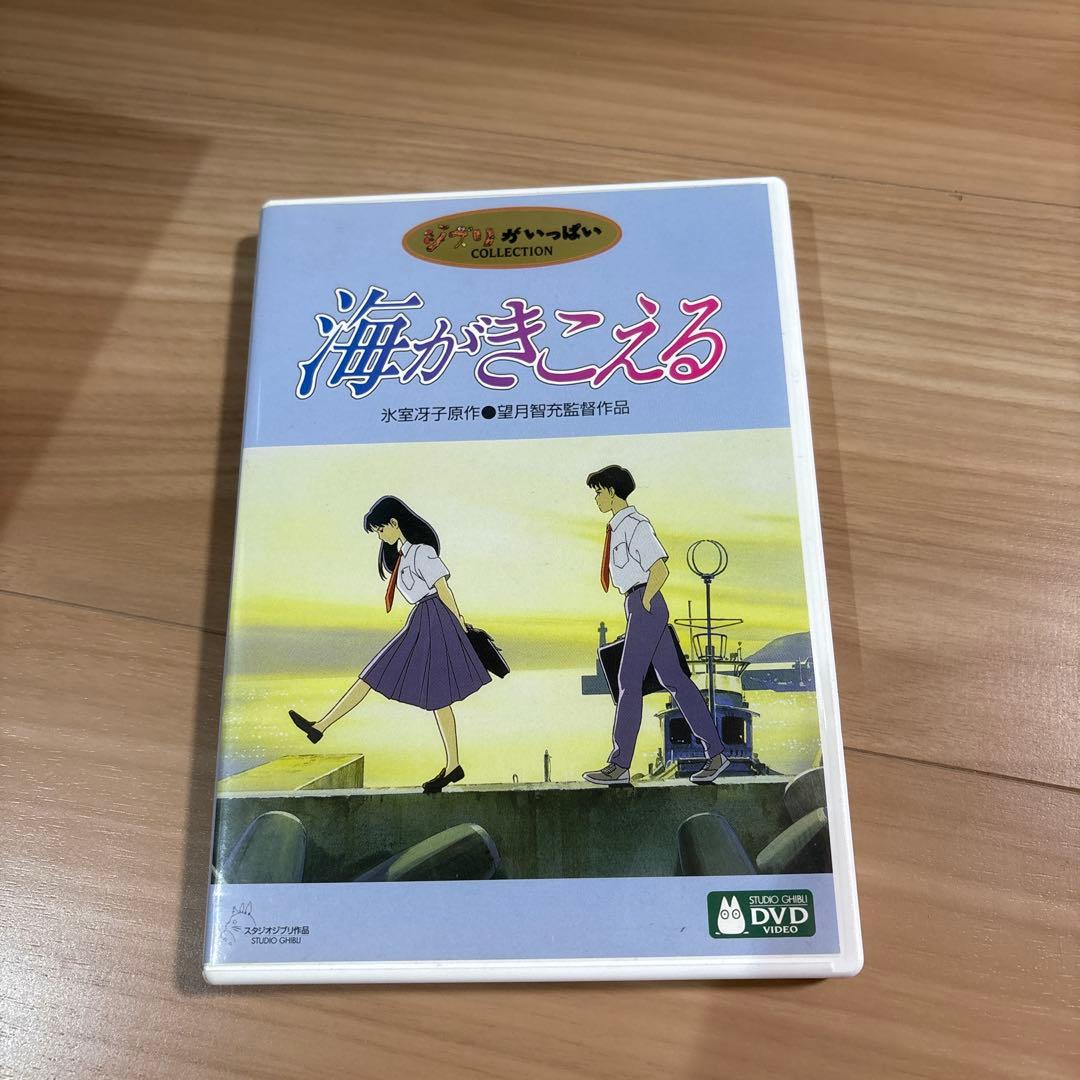 ジブリがいっぱい
COLLECTION
海がきこえる
氷室冴子原作●望月智充監督作品
スタジオジブリ作品
STUDIO GHIBLI
STUDIO GHIBLI
DVD
VIDEO